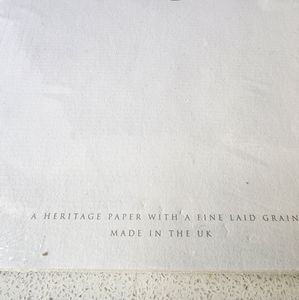 A HERITAGE PAPER WITH A FINE LAID GRAIN
MADE IN THE UK